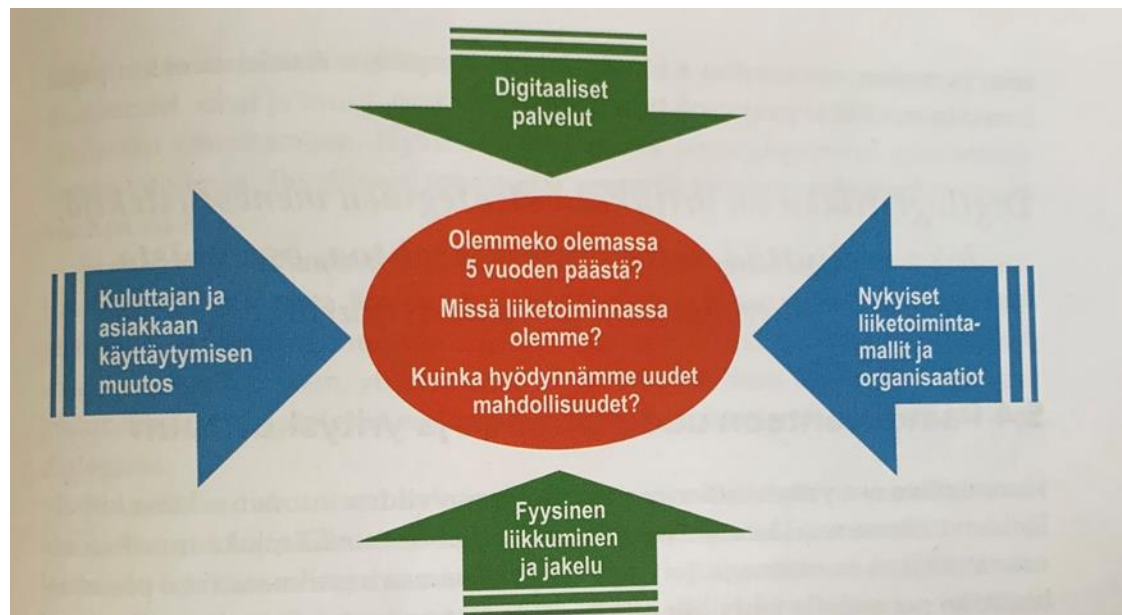 Digitaaliset
palvelut
Kuluttajan ja
asiakkaan
käyttäytymisen
muutos
Olemmeko olemassa
5 vuoden päästä?
Missä liiketoiminnassa
olemme?
Kuinka hyödynnämme uudet
mahdollisuudet?
Nykyiset
liiketoiminta-
mallit ja
organisaatiot
Fyysinen
liikkuminen
ja jakelu